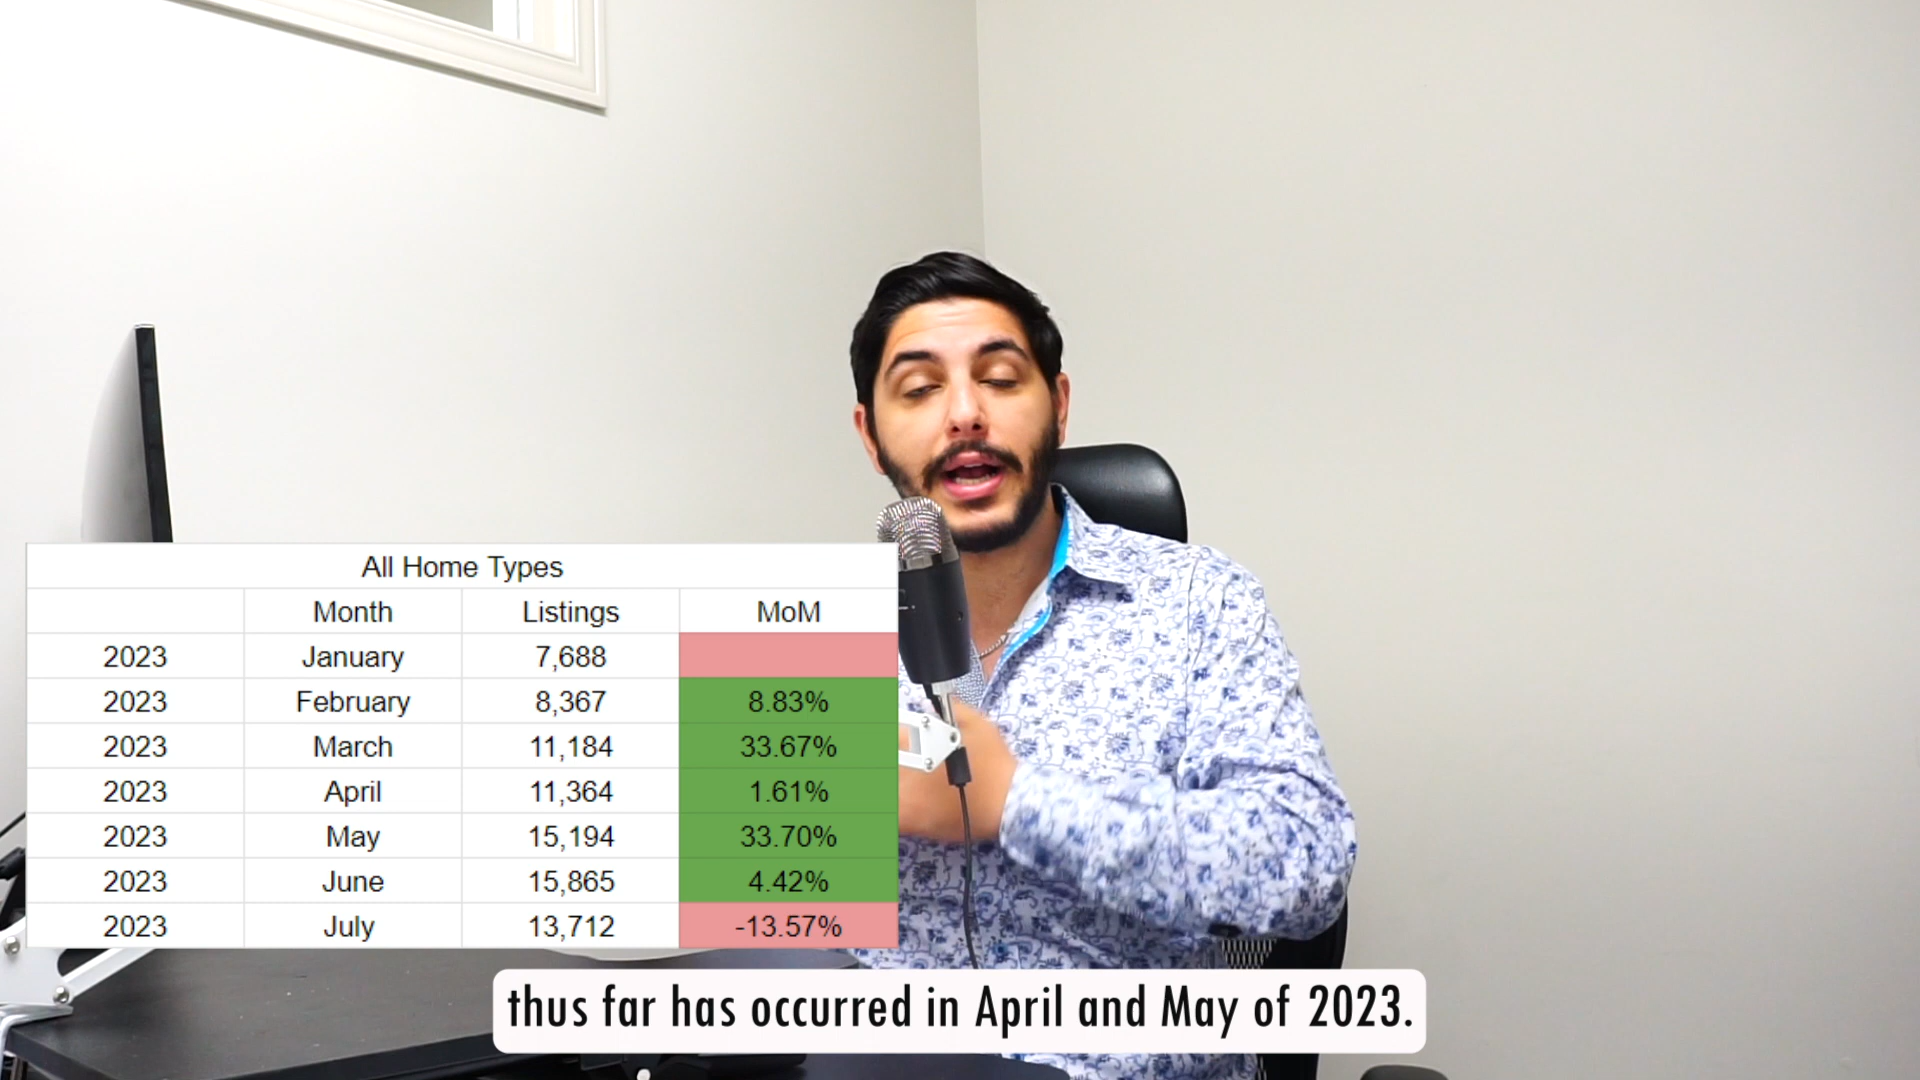 All Home Types
Month Listings MoM
2023 January 7,688
2023 February 8,367 8.83%
2023 March 11,184 33.67%
2023 April 11,364 1.61%
2023 May 15,194 33.70%
2023 June 15,865 4.42%
2023 July 13,712 -13.57%
thus far has occurred in April and May of 2023.